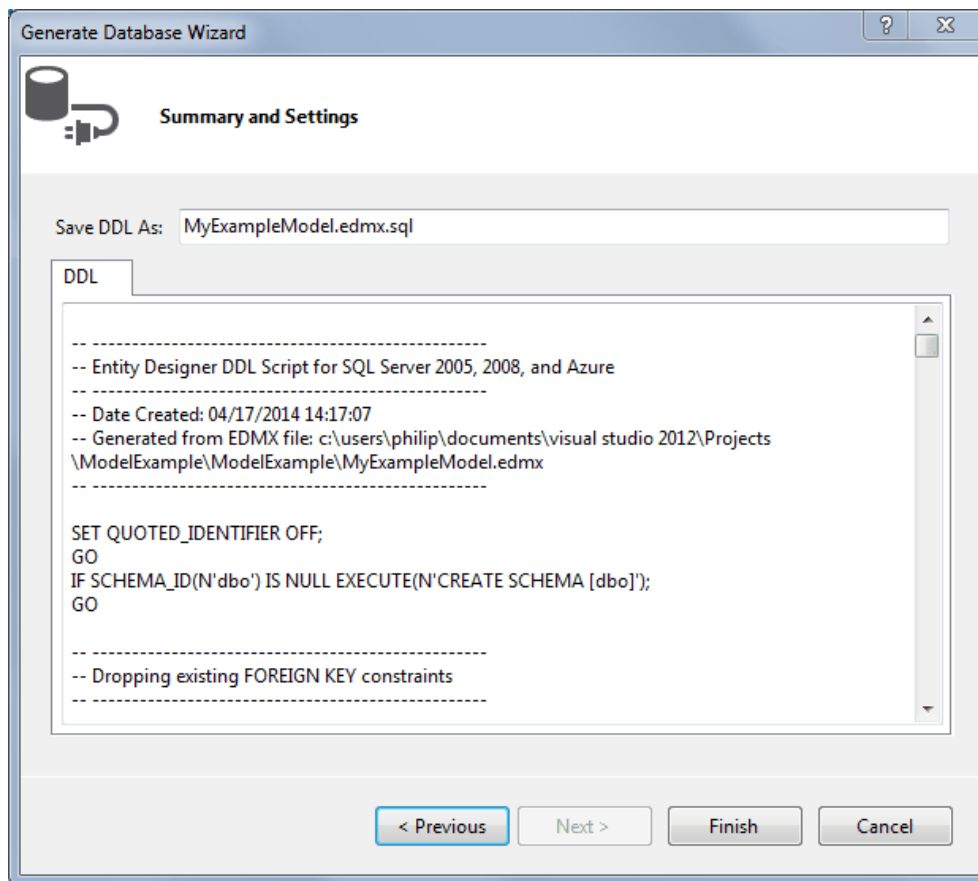 Generate Database Wizard
?
Summary and Settings
Save DDL As: MyExampleModel.edmx.sql
DDL
-- --------------------------------------------------
-- Entity Designer DDL Script for SQL Server 2005, 2008, and Azure
-- --------------------------------------------------
-- Date Created: 04/17/2014 14:17:07
-- Generated from EDMX file: c:\users\philip\documents\visual studio 2012\Projects
\ModelExample\ModelExample\MyExampleModel.edmx
-- --------------------------------------------------
SET QUOTED_IDENTIFIER OFF;
GO
IF SCHEMA_ID(N'dbo') IS NULL EXECUTE(N'CREATE SCHEMA [dbo]');
GO
-- --------------------------------------------------
-- Dropping existing FOREIGN KEY constraints
-- --------------------------------------------------
< Previous Next > Finish Cancel